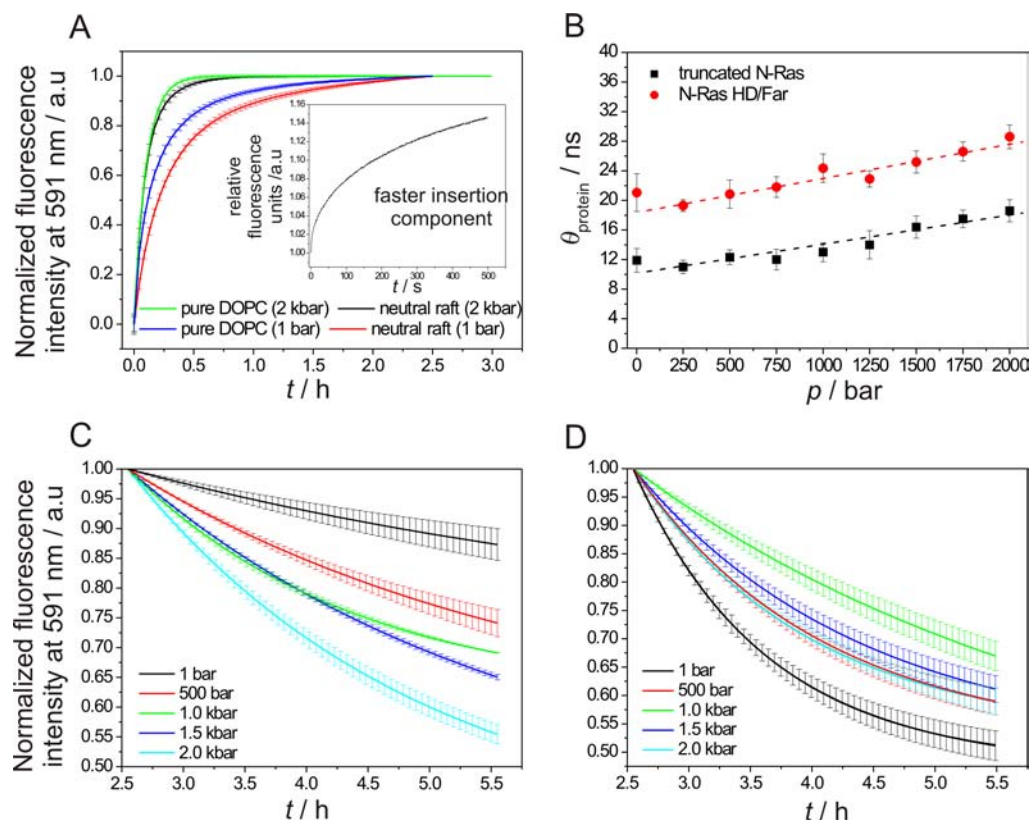 A
Normalized fluorescence
intensity at 591 nm / a.u
1.0
0.8
0.6
0.4
0.2
0.0
0.0 0.5 1.0 1.5 2.0 2.5 3.0
t / h
relative
fluorescence
units /a.u
1.16
1.14
1.12
1.10
1.08
1.06
1.04
1.02
1.00
0 100 200 300 400 500
t / s
faster insertion
component
pure DOPC (2 kbar) neutral raft (2 kbar)
pure DOPC (1 bar) neutral raft (1 bar)
B
θprotein / ns
40
36
32
28
24
20
16
12
8
4
0
truncated N-Ras
N-Ras HD/Far
0 250 500 750 1000 1250 1500 1750 2000
p / bar
C
Normalized fluorescence
intensity at 591 nm / a.u
1.00
0.95
0.90
0.85
0.80
0.75
0.70
0.65
0.60
0.55
0.50
1 bar
500 bar
1.0 kbar
1.5 kbar
2.0 kbar
2.5 3.0 3.5 4.0 4.5 5.0 5.5
t / h
D
1.00
0.95
0.90
0.85
0.80
0.75
0.70
0.65
0.60
0.55
0.50
1 bar
500 bar
1.0 kbar
1.5 kbar
2.0 kbar
2.5 3.0 3.5 4.0 4.5 5.0 5.5
t / h